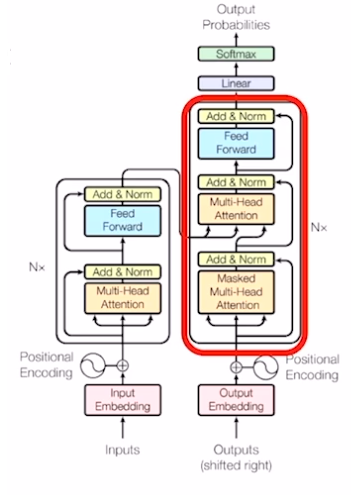 Output
Probabilities
Softmax
Linear
Add & Norm
Feed
Forward
Add & Norm
Multi-Head
Attention
Nx
Add & Norm
Masked
Multi-Head
Attention
Positional
Encoding
Output
Embedding
Outputs
(shifted right)
Add & Norm
Feed
Forward
Nx
Add & Norm
Multi-Head
Attention
Positional
Encoding
Input
Embedding
Inputs